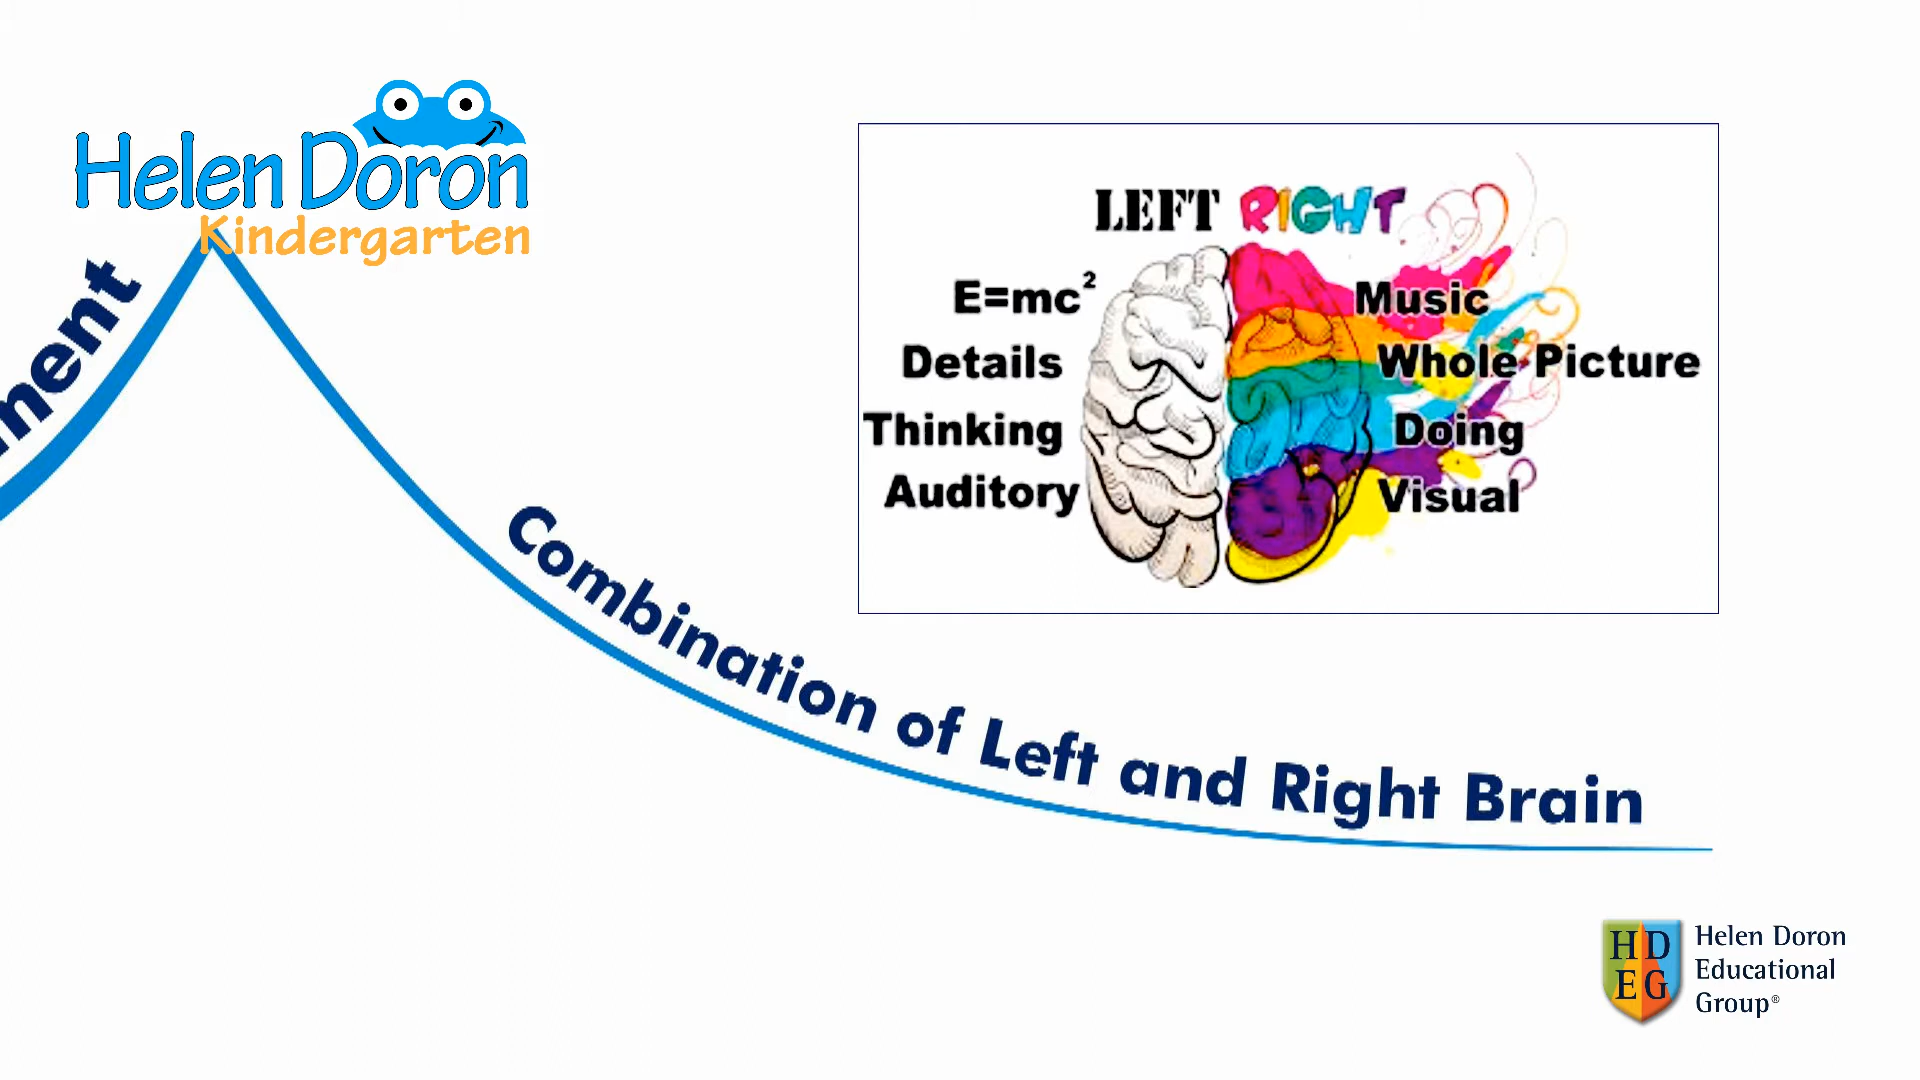 Helen Doron
Kindergarten
LEFT RIGHT
E=mc²
Music
Details
Whole Picture
Thinking
Doing
Auditory
Visual
Combination of Left and Right Brain
HD
EG
Helen Doron
Educational
Group®